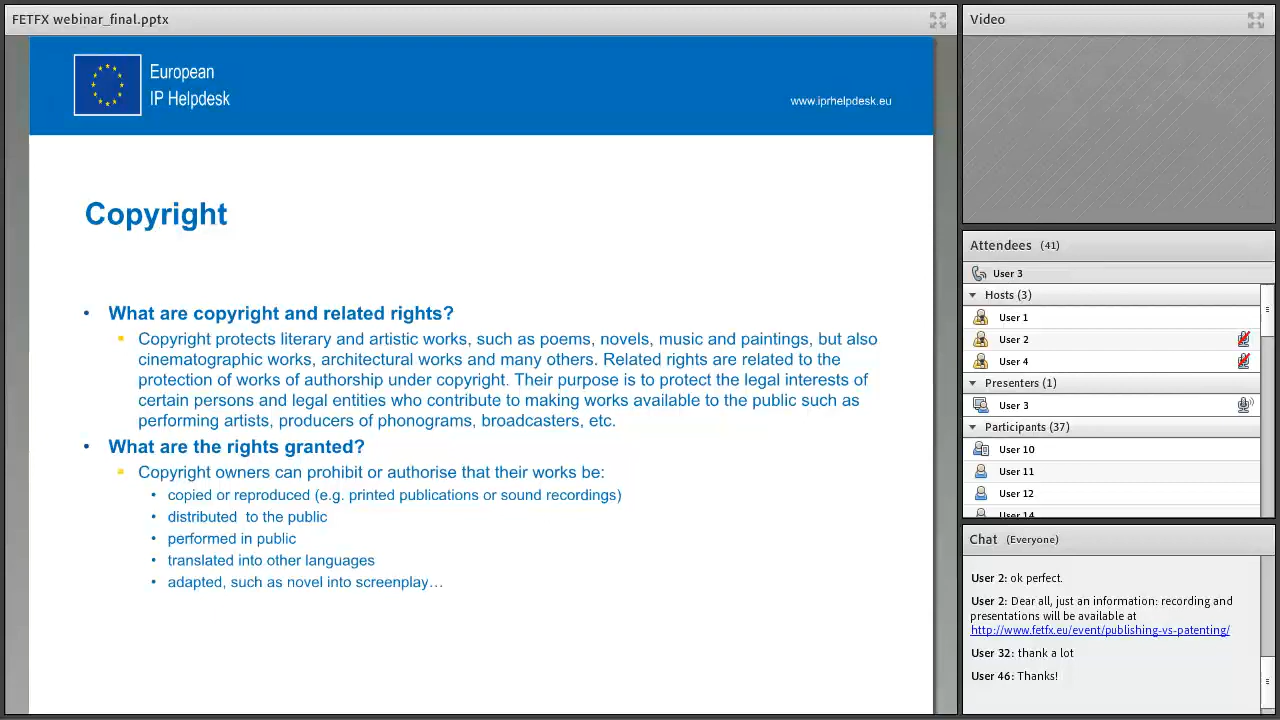 FETFX webinar_final.pptx
European
IP Helpdesk
www.iprhelpdesk.eu
Copyright
• What are copyright and related rights?
Copyright protects literary and artistic works, such as poems, novels, music and paintings, but also
cinematographic works, architectural works and many others. Related rights are related to the
protection of works of authorship under copyright. Their purpose is to protect the legal interests of
certain persons and legal entities who contribute to making works available to the public such as
performing artists, producers of phonograms, broadcasters, etc.
• What are the rights granted?
Copyright owners can prohibit or authorise that their works be:
• copied or reproduced (e.g. printed publications or sound recordings)
• distributed to the public
• performed in public
• translated into other languages
• adapted, such as novel into screenplay…
Video
Attendees (41)
User 3
Hosts (3)
User 1
User 2
User 4
Presenters (1)
User 3
Participants (37)
User 10
User 11
User 12
User 14
Chat (Everyone)
User 2: ok perfect.
User 2: Dear all, just an information: recording and
presentations will be available at
http://www.fetfx.eu/event/publishing-vs-patenting/
User 32: thank a lot
User 46: Thanks!